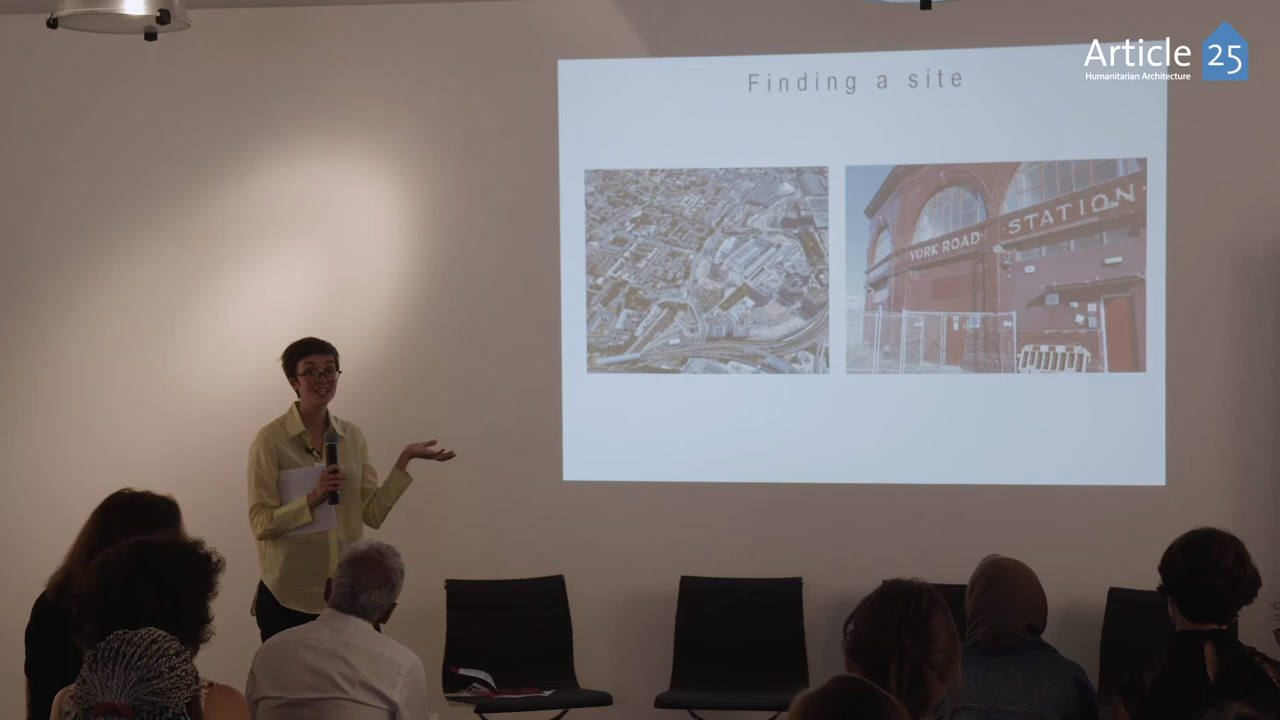 Article 25
Humanitarian Architecture
Finding a site
YORK ROAD STATION